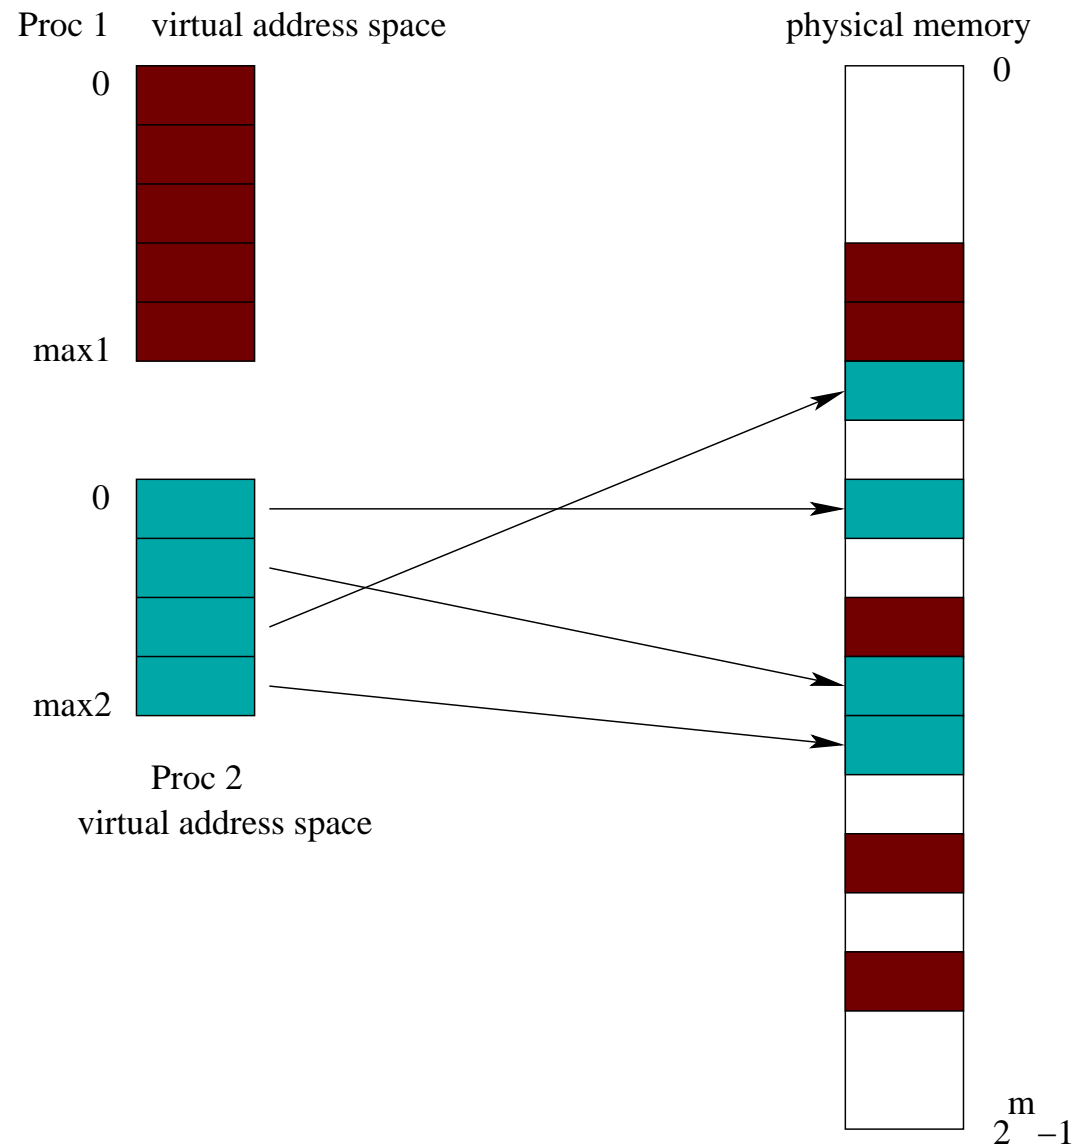 Proc 1 virtual address space
physical memory
0
0
max1
0
max2
Proc 2
virtual address space
m
2 −1